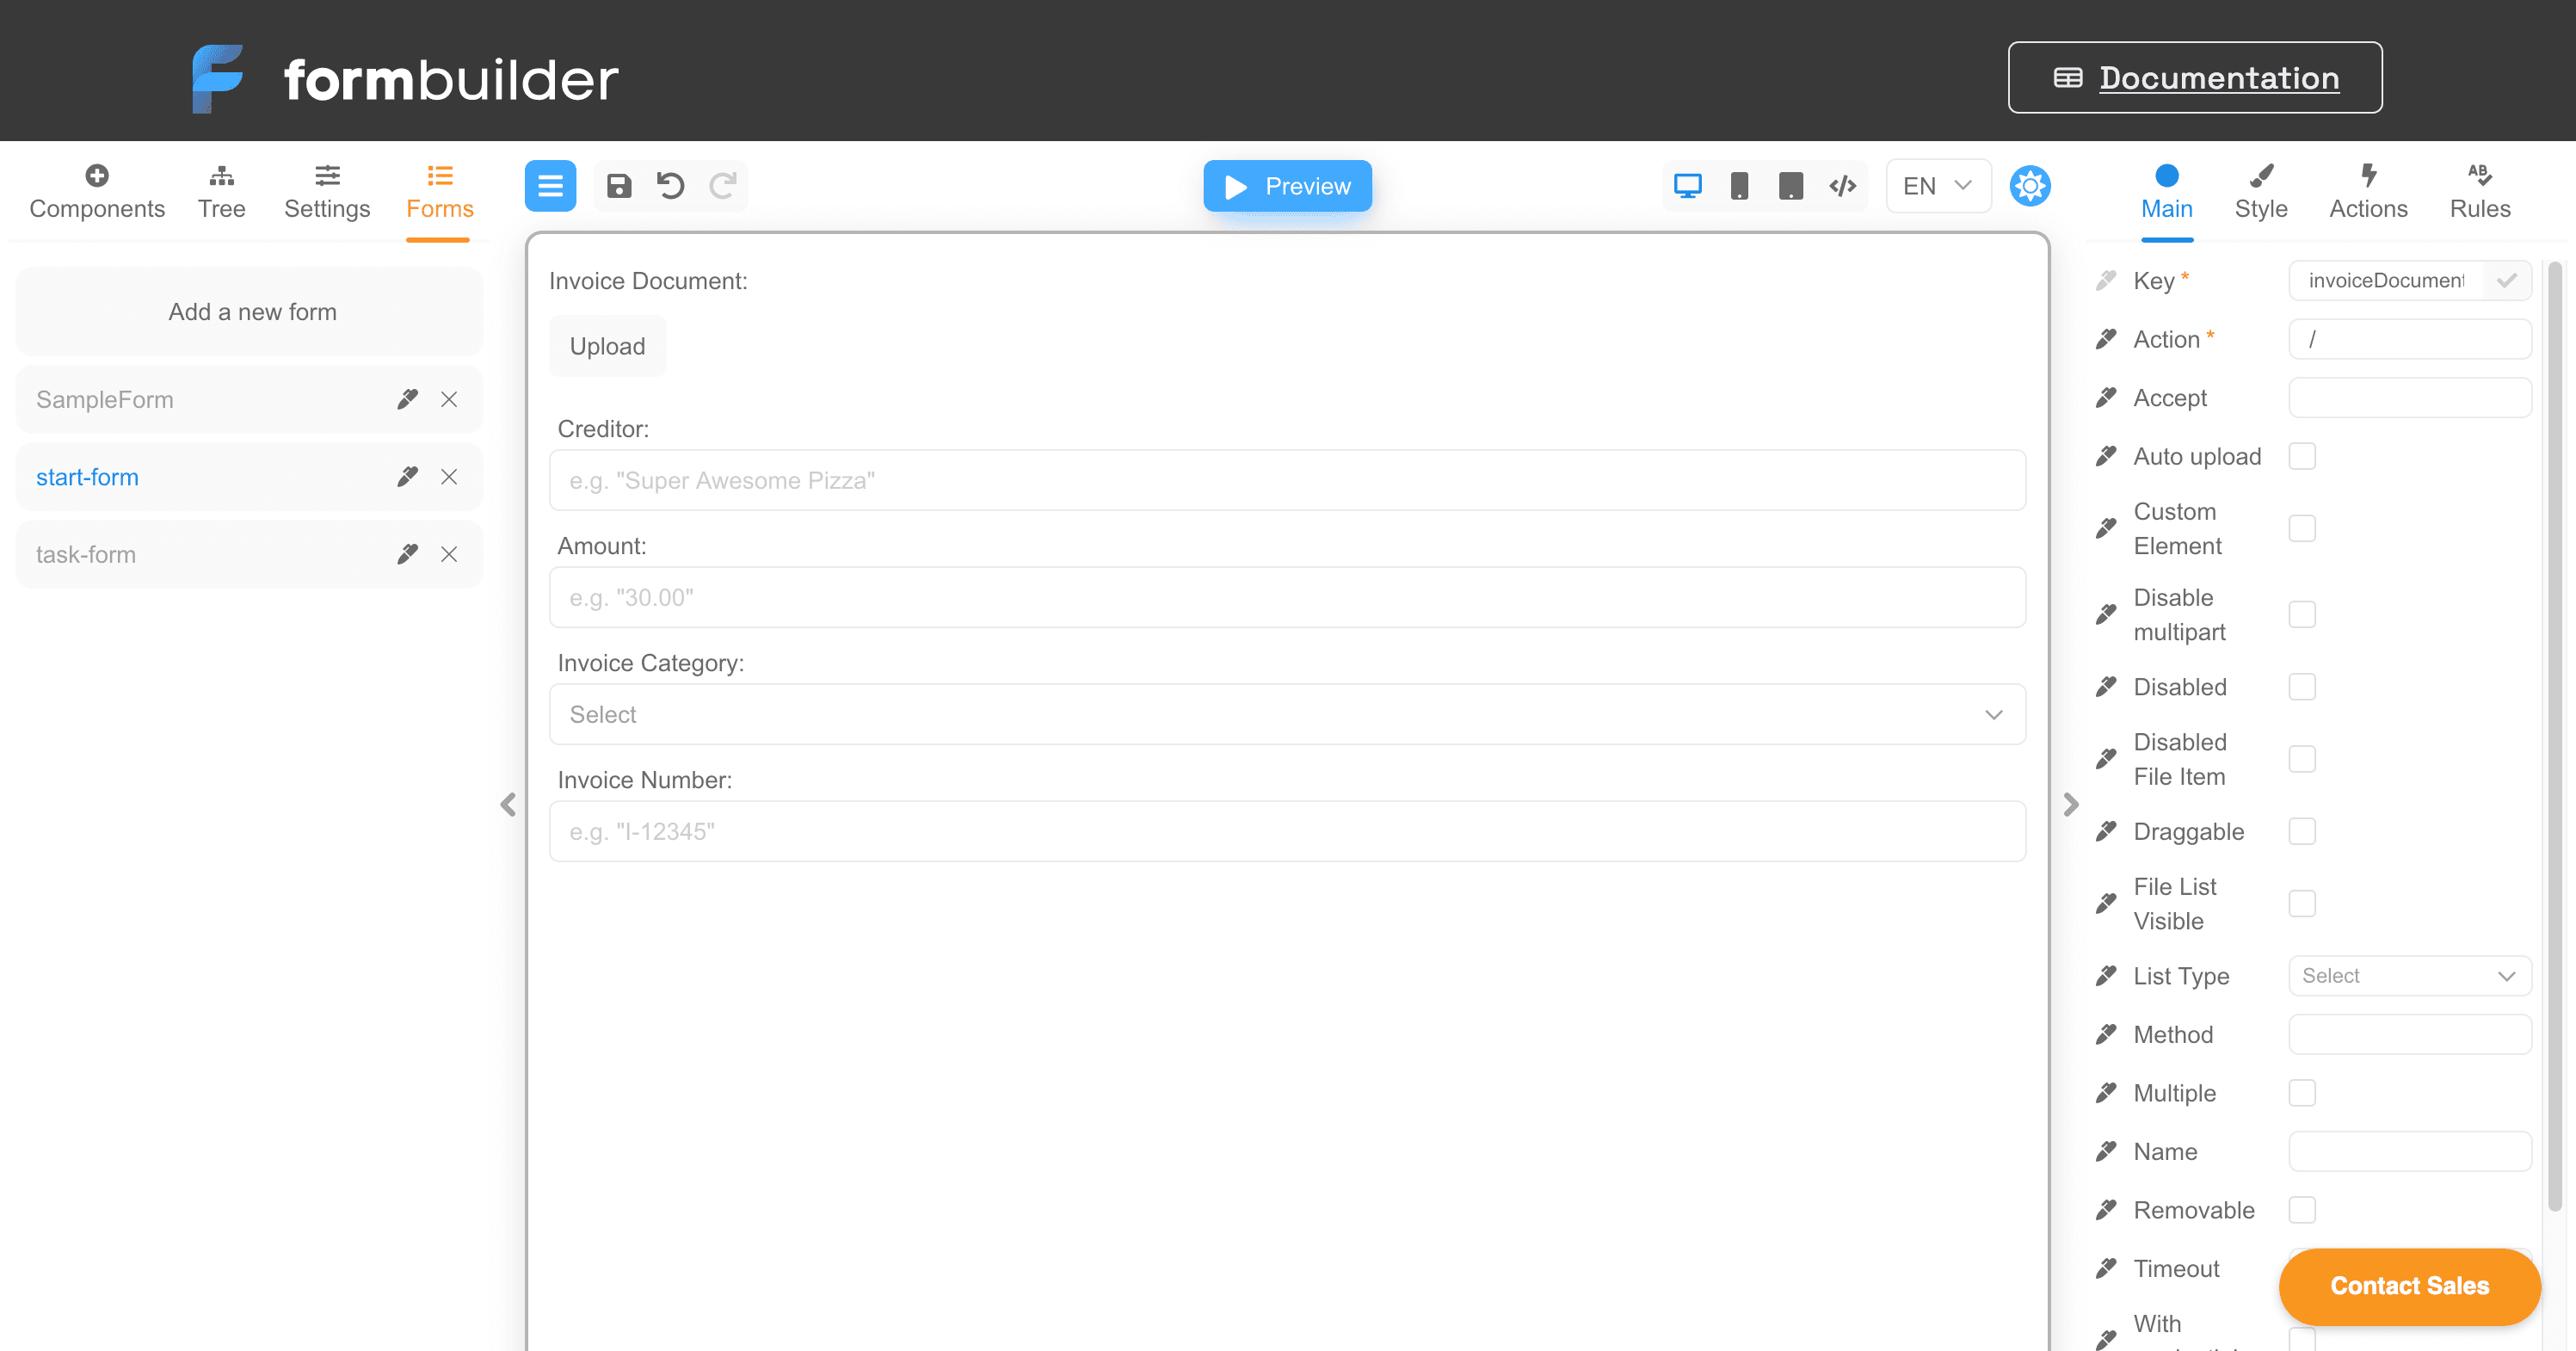 formbuilder
Documentation
Components
Tree
Settings
Forms
Preview
EN
Main
Style
Actions
AB
Rules
Add a new form
SampleForm
start-form
task-form
Invoice Document:
Upload
Creditor:
e.g. "Super Awesome Pizza"
Amount:
e.g. "30.00"
Invoice Category:
Select
Invoice Number:
e.g. "I-12345"
Key *
invoiceDocument
Action *
/
Accept
Auto upload
Custom
Element
Disable
multipart
Disabled
Disabled
File Item
Draggable
File List
Visible
List Type
Select
Method
Multiple
Name
Removable
Timeout
Contact Sales
With